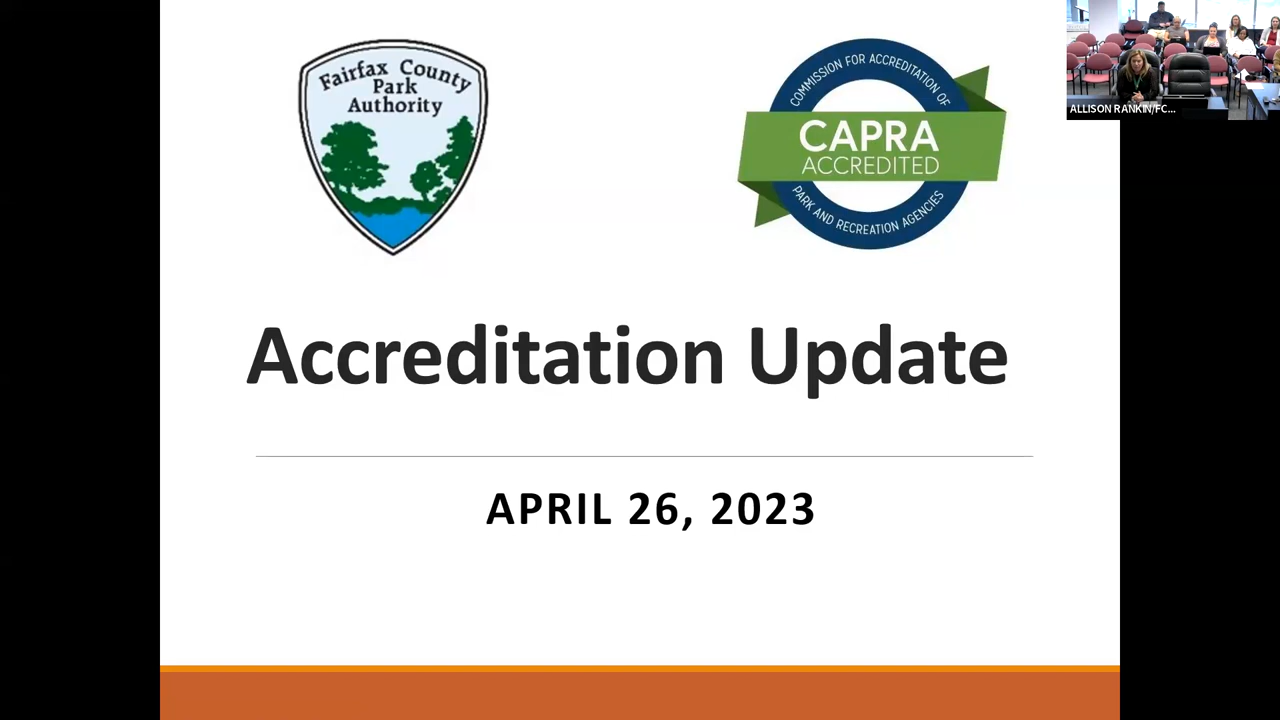 Fairfax County
Park
Authority
COMMISSION FOR ACCREDITATION OF
CAPRA
ACCREDITED
PARK AND RECREATION AGENCIES
ALLISON RANKIN/FC...
Accreditation Update
APRIL 26, 2023